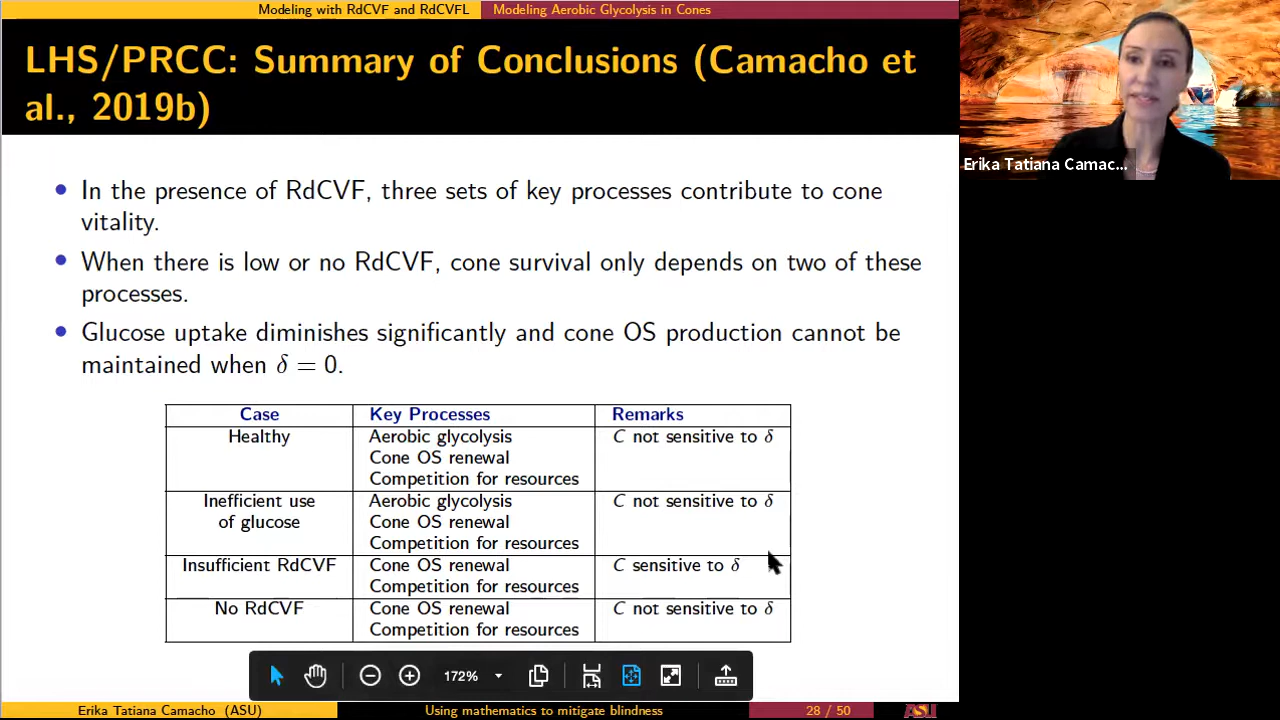 Modeling with RdCVF and RdCVFL Modeling Aerobic Glycolysis in Cones
LHS/PRCC: Summary of Conclusions (Camacho et
al., 2019b)
Erika Tatiana Camac...
• In the presence of RdCVF, three sets of key processes contribute to cone
vitality.
• When there is low or no RdCVF, cone survival only depends on two of these
processes.
• Glucose uptake diminishes significantly and cone OS production cannot be
maintained when δ = 0.
Case Key Processes Remarks
Healthy Aerobic glycolysis C not sensitive to δ
Cone OS renewal
Competition for resources
Inefficient use Aerobic glycolysis C not sensitive to δ
of glucose Cone OS renewal
Competition for resources
Insufficient RdCVF Cone OS renewal C sensitive to δ
Competition for resources
No RdCVF Cone OS renewal C not sensitive to δ
Competition for resources
172%
Erika Tatiana Camacho (ASU) Using mathematics to mitigate blindness 28 / 50 ASU